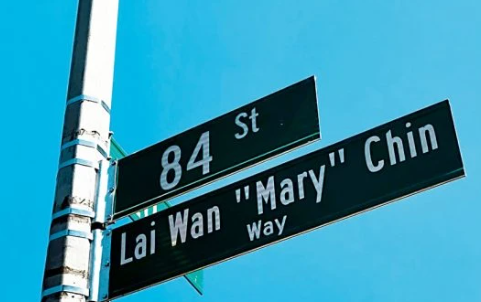 84 St
Lai Wan "Mary" Chin
Way